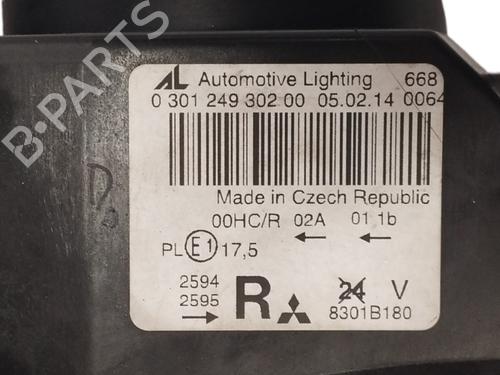 B-PARTS
AL Automotive Lighting 668
0 301 249 302 00 05.02.14 0064
Made in Czech Republic
00HC/R 02A 01 1b
PL E1 17,5
2594
2595
R
24 V
8301B180
D